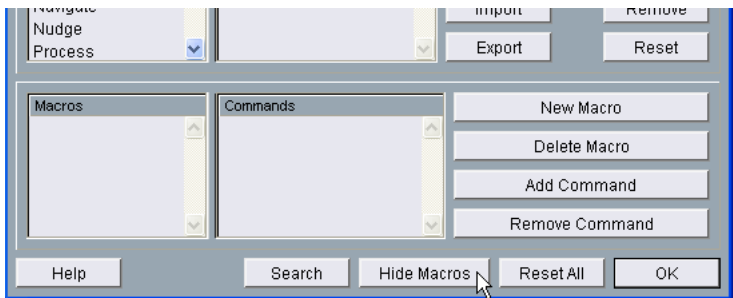 Navigate
Import
Remove
Nudge
Process
Export
Reset
Macros
Commands
New Macro
Delete Macro
Add Command
Remove Command
Help
Search
Hide Macros
Reset All
OK